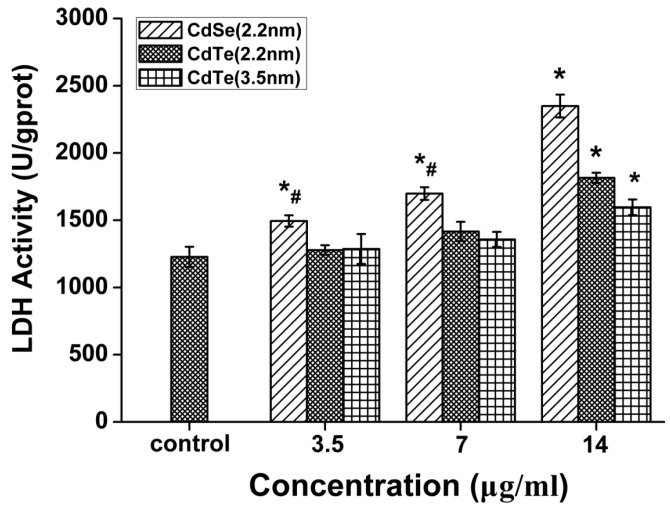 3000
2500
2000
1500
1000
500
0
LDH Activity (U/gprot)
CdSe(2.2nm)
CdTe(2.2nm)
CdTe(3.5nm)
*#
*#
*
*
*
control
3.5
7
14
Concentration (μg/ml)